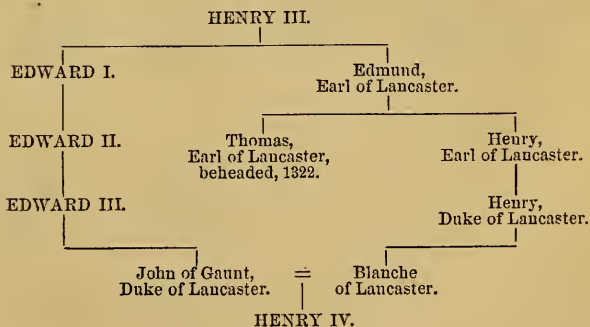 HENRY III.
EDWARD I.
Edmund,
Earl of Lancaster.
EDWARD II.
Thomas,
Earl of Lancaster,
beheaded, 1322.
Henry,
Earl of Lancaster.
EDWARD III.
Henry,
Duke of Lancaster.
John of Gaunt,
Duke of Lancaster.
=
Blanche
of Lancaster.
HENRY IV.